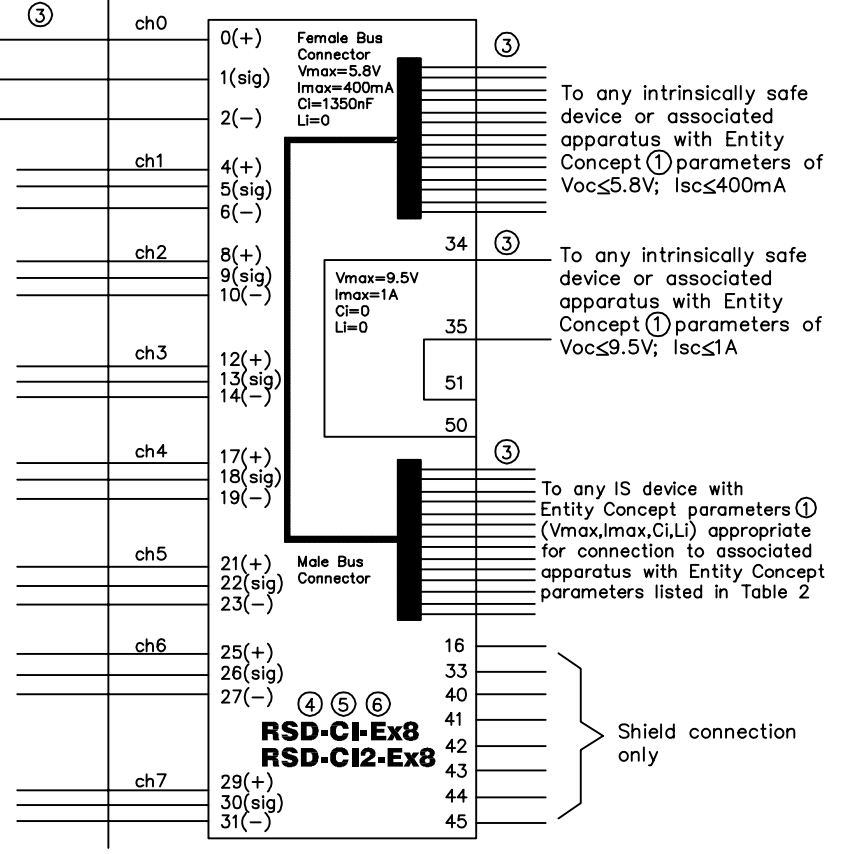 ③
ch0
0(+)
1(sig)
2(−)
ch1
4(+)
5(sig)
6(−)
ch2
8(+)
9(sig)
10(−)
ch3
12(+)
13(sig)
14(−)
ch4
17(+)
18(sig)
19(−)
ch5
21(+)
22(sig)
23(−)
ch6
25(+)
26(sig)
27(−)
ch7
29(+)
30(sig)
31(−)
Female Bus
Connector
Vmax=5.8V
Imax=400mA
Ci=1350nF
Li=0
③
To any intrinsically safe
device or associated
apparatus with Entity
Concept ① parameters of
Voc≤5.8V; Isc≤400mA
34
③
Vmax=9.5V
Imax=1A
Ci=0
Li=0
35
51
50
To any intrinsically safe
device or associated
apparatus with Entity
Concept ① parameters of
Voc≤9.5V; Isc≤1A
③
Male Bus
Connector
To any IS device with
Entity Concept parameters ①
(Vmax,Imax,Ci,Li) appropriate
for connection to associated
apparatus with Entity Concept
parameters listed in Table 2
④ ⑤ ⑥
RSD-CI-Ex8
RSD-CI2-Ex8
16
33
40
41
42
43
44
45
Shield connection
only